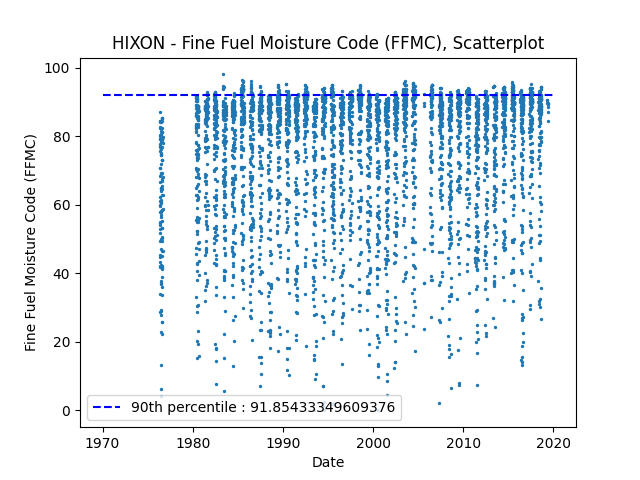 HIXON - Fine Fuel Moisture Code (FFMC), Scatterplot
Fine Fuel Moisture Code (FFMC)
100
80
60
40
20
0
90th percentile : 91.85433349609376
1970 1980 1990 2000 2010 2020
Date